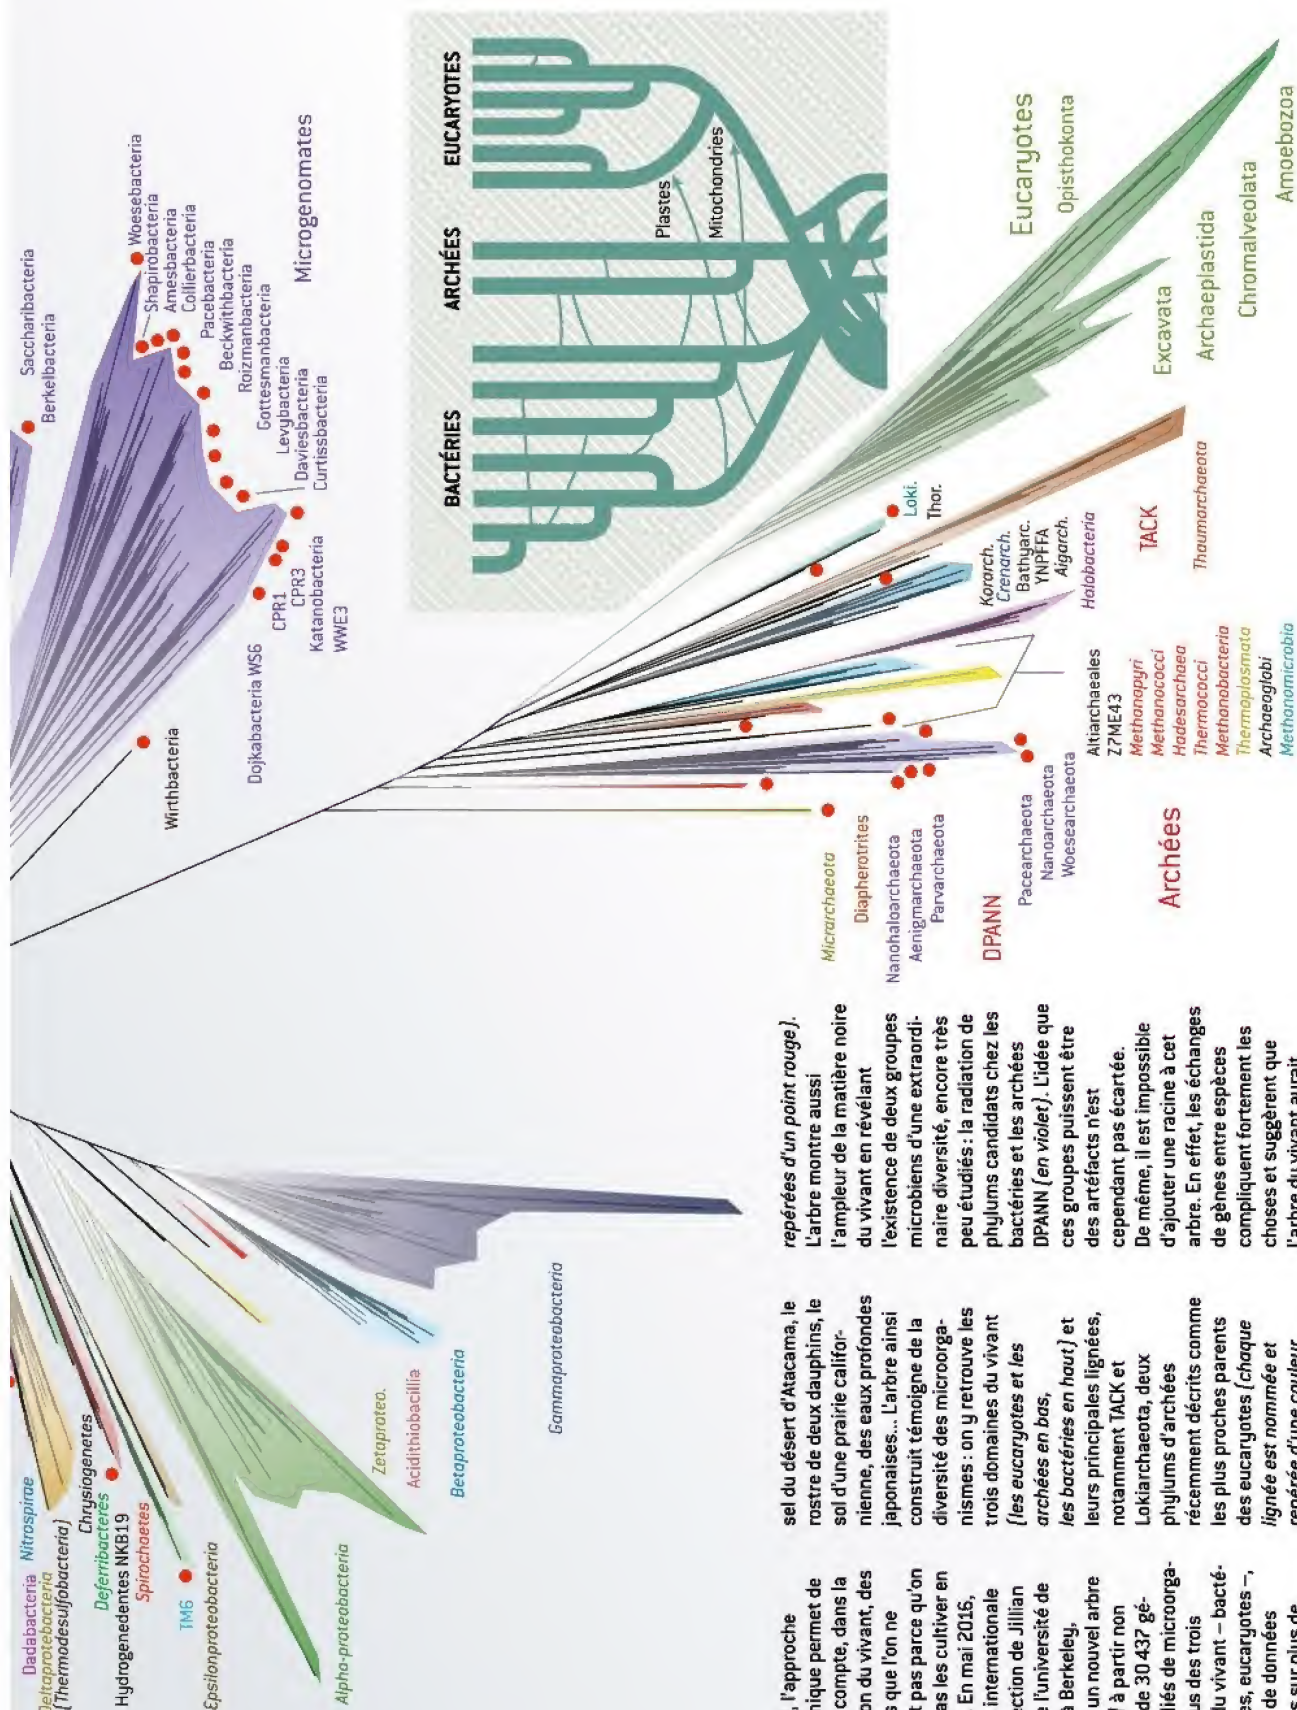 Saccharibacteria
Berkelbacteria
Woesebacteria
Shapirobacteria
Amesbacteria
Collierbacteria
Pacebacteria
Beckwithbacteria
Roizmanbacteria
Gottesmanbacteria
Levybacteria
Daviesbacteria
Curtissbacteria
Microgenomates
Dojkabacteria WS6
CPR1
CPR3
Katanobacteria
WWE3
Wirthbacteria
BACTÉRIES
ARCHÉES
EUCARYOTES
Plastes
Mitochondries
Eucaryotes
Opisthokonta
Excavata
Archaeplastida
Chromalveolata
Amoebozoa
Loki.
Thor.
Korarch.
Crenarch.
Bathyarc.
YNPFFA
Aigarch.
Halobacteria
TACK
Thaumarchaeota
Altiarchaeales
Z7ME43
Methanopyri
Methanococci
Hadesarchaea
Thermococci
Methanobacteria
Thermoplasmata
Archaeoglobi
Methanomicrobia
Archées
Micrarchaeota
Diapherotrites
Nanohaloarchaeota
Aenigmarchaeota
Parvarchaeota
DPANN
Pacearchaeota
Nanoarchaeota
Woesearchaeota
Dadabacteria
Nitrospirae
Deltaprotebacteria
(Thermodesulfobacteria)
Chrysiogenetes
Deferribacteres
Hydrogenedentes NKB19
Spirochaetes
TM6
Epsilonproteobacteria
Alpha-proteobacteria
Zetaproteo.
Acidithiobacillia
Betaproteobacteria
Gammaproteobacteria
, l'approche
nique permet de
compte, dans la
on du vivant, des
s que l'on ne
t pas parce qu'on
as les cultiver en
. En mai 2016,
internationale
ection de Jillian
e l'université de
à Berkeley,
un nouvel arbre
) à partir non
de 30 437 gé-
liés de microorga-
us des trois
du vivant – bacté-
es, eucaryotes –,
de données
s sur plus de
sel du désert d'Atacama, le
rostre de deux dauphins, le
sol d'une prairie califor-
nienne, des eaux profondes
japonaises... L'arbre ainsi
construit témoigne de la
diversité des microorga-
nismes : on y retrouve les
trois domaines du vivant
(les eucaryotes et les
archées en bas,
les bactéries en haut) et
leurs principales lignées,
notamment TACK et
Lokiarchaeota, deux
phylums d'archées
récemment décrits comme
les plus proches parents
des eucaryotes (chaque
lignée est nommée et
repérée d'une couleur
repérées d'un point rouge).
L'arbre montre aussi
l'ampleur de la matière noire
du vivant en révélant
l'existence de deux groupes
microbiens d'une extraordi-
naire diversité, encore très
peu étudiés : la radiation de
phylums candidats chez les
bactéries et les archées
DPANN (en violet). L'idée que
ces groupes puissent être
des artéfacts n'est
cependant pas écartée.
De même, il est impossible
d'ajouter une racine à cet
arbre. En effet, les échanges
de gènes entre espèces
compliquent fortement les
choses et suggèrent que
l'arbre du vivant aurait